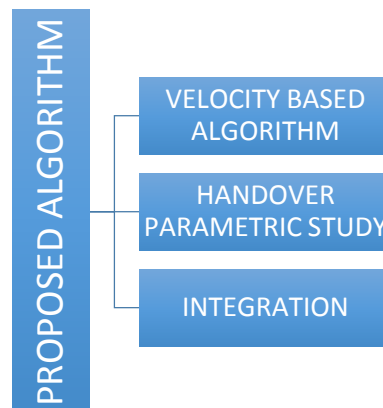 PROPOSED ALGORITHM
VELOCITY BASED
ALGORITHM
HANDOVER
PARAMETRIC STUDY
INTEGRATION